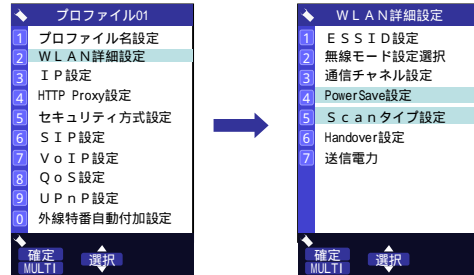 プロファイル01
1 プロファイル名設定
2 ＷＬＡＮ詳細設定
3 ＩＰ設定
4 HTTP Proxy設定
5 セキュリティ方式設定
6 ＳＩＰ設定
7 ＶｏＩＰ設定
8 ＱｏＳ設定
9 ＵＰｎＰ設定
0 外線特番自動付加設定
確定
MULTI
選択
ＷＬＡＮ詳細設定
1 ＥＳＳＩＤ設定
2 無線モード設定選択
3 通信チャネル設定
4 PowerSave設定
5 Ｓｃａｎタイプ設定
6 Handover設定
7 送信電力
確定
MULTI
選択